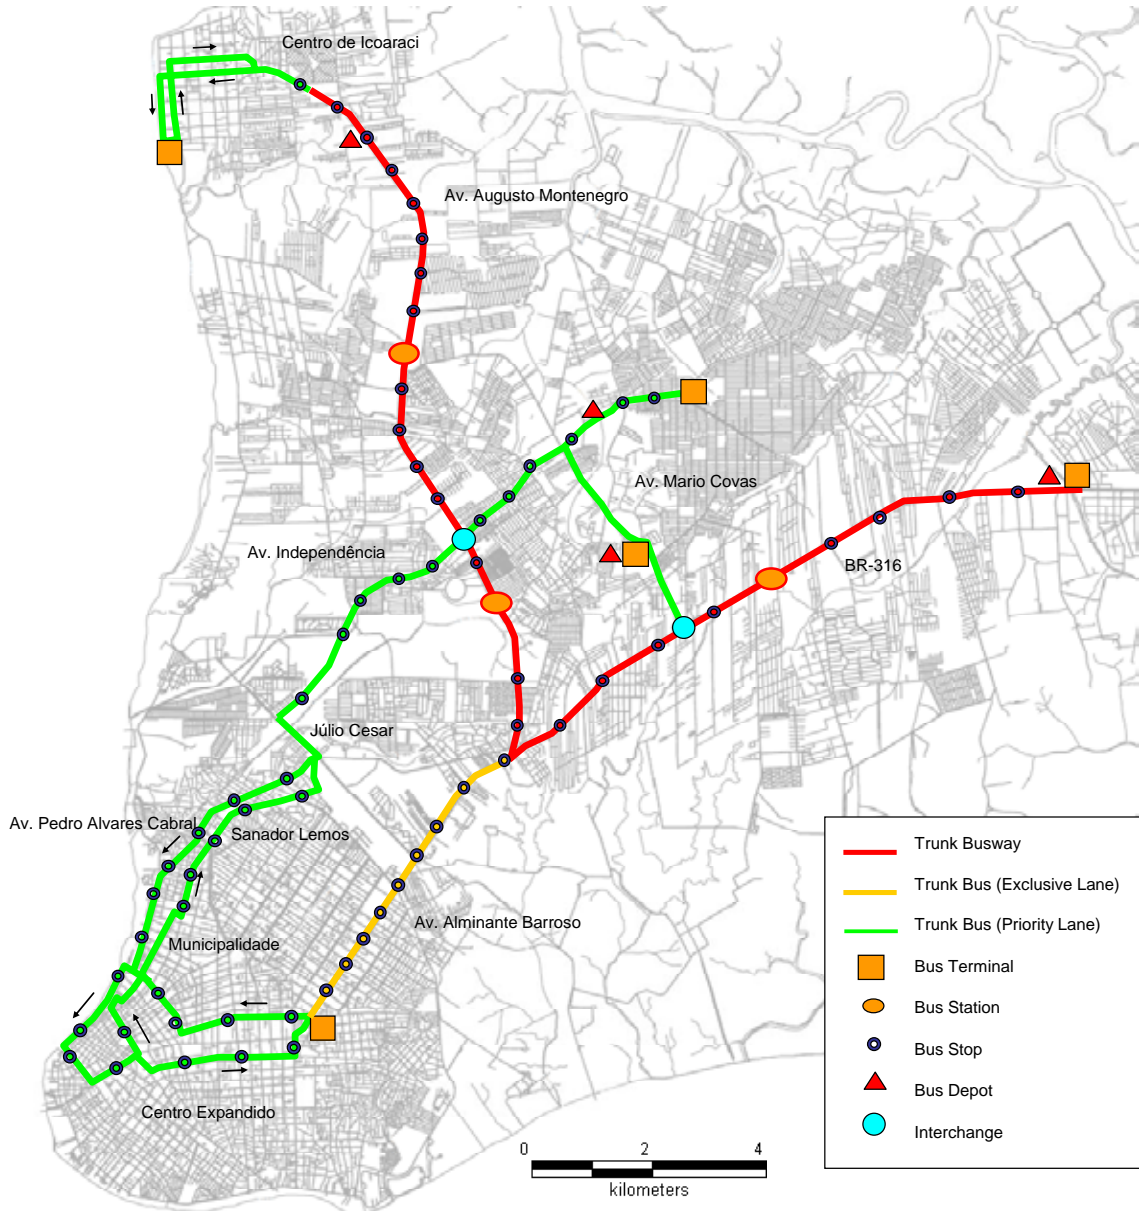 Centro de Icoaraci
Av. Augusto Montenegro
Av. Mario Covas
Av. Independência
BR-316
Júlio Cesar
Av. Pedro Alvares Cabral
Sanador Lemos
Av. Alminante Barroso
Municipalidade
Centro Expandido
Trunk Busway
Trunk Bus (Exclusive Lane)
Trunk Bus (Priority Lane)
Bus Terminal
Bus Station
Bus Stop
Bus Depot
Interchange
0 2 4
kilometers